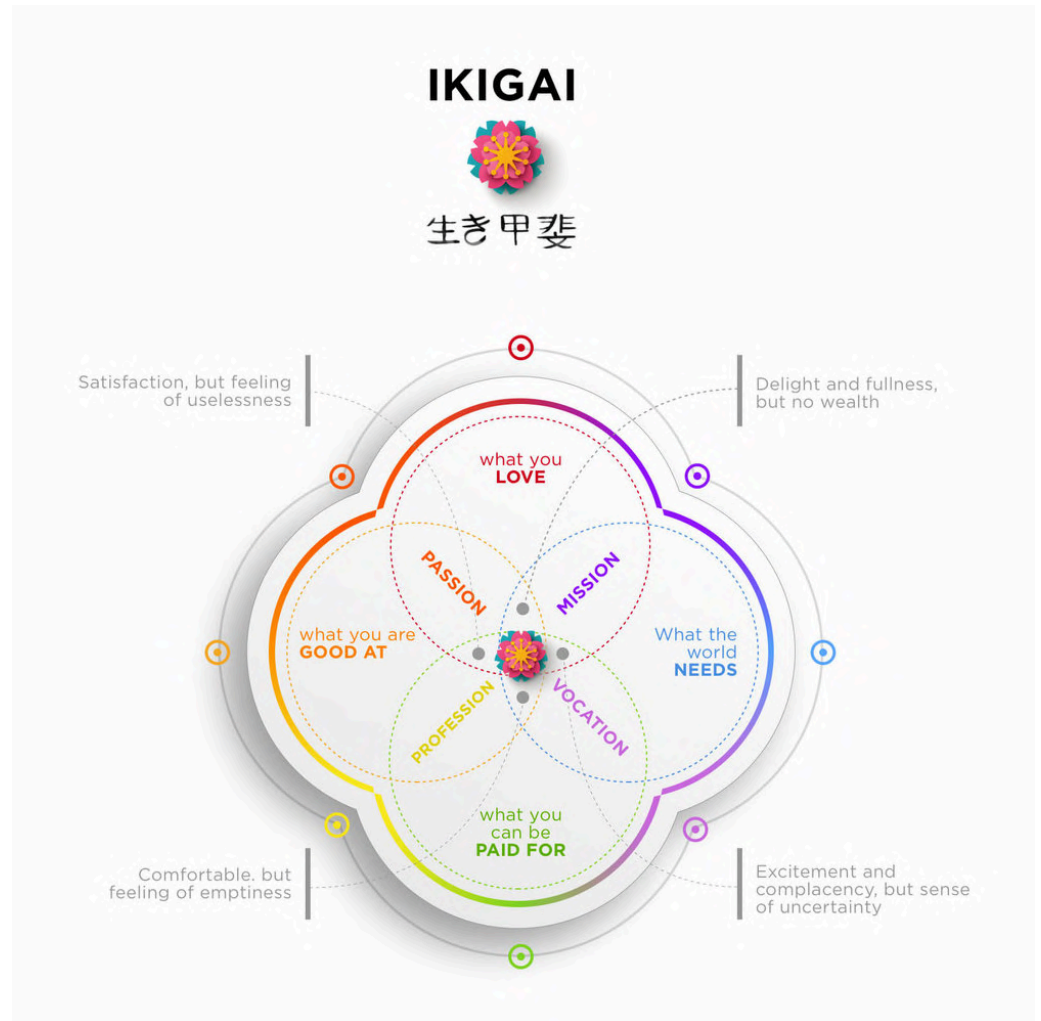 IKIGAI
生き甲斐
Satisfaction, but feeling
of uselessness
Delight and fullness,
but no wealth
what you
LOVE
PASSION
MISSION
what you are
GOOD AT
What the
world
NEEDS
PROFESSION
VOCATION
what you
can be
PAID FOR
Comfortable. but
feeling of emptiness
Excitement and
complacency, but sense
of uncertainty